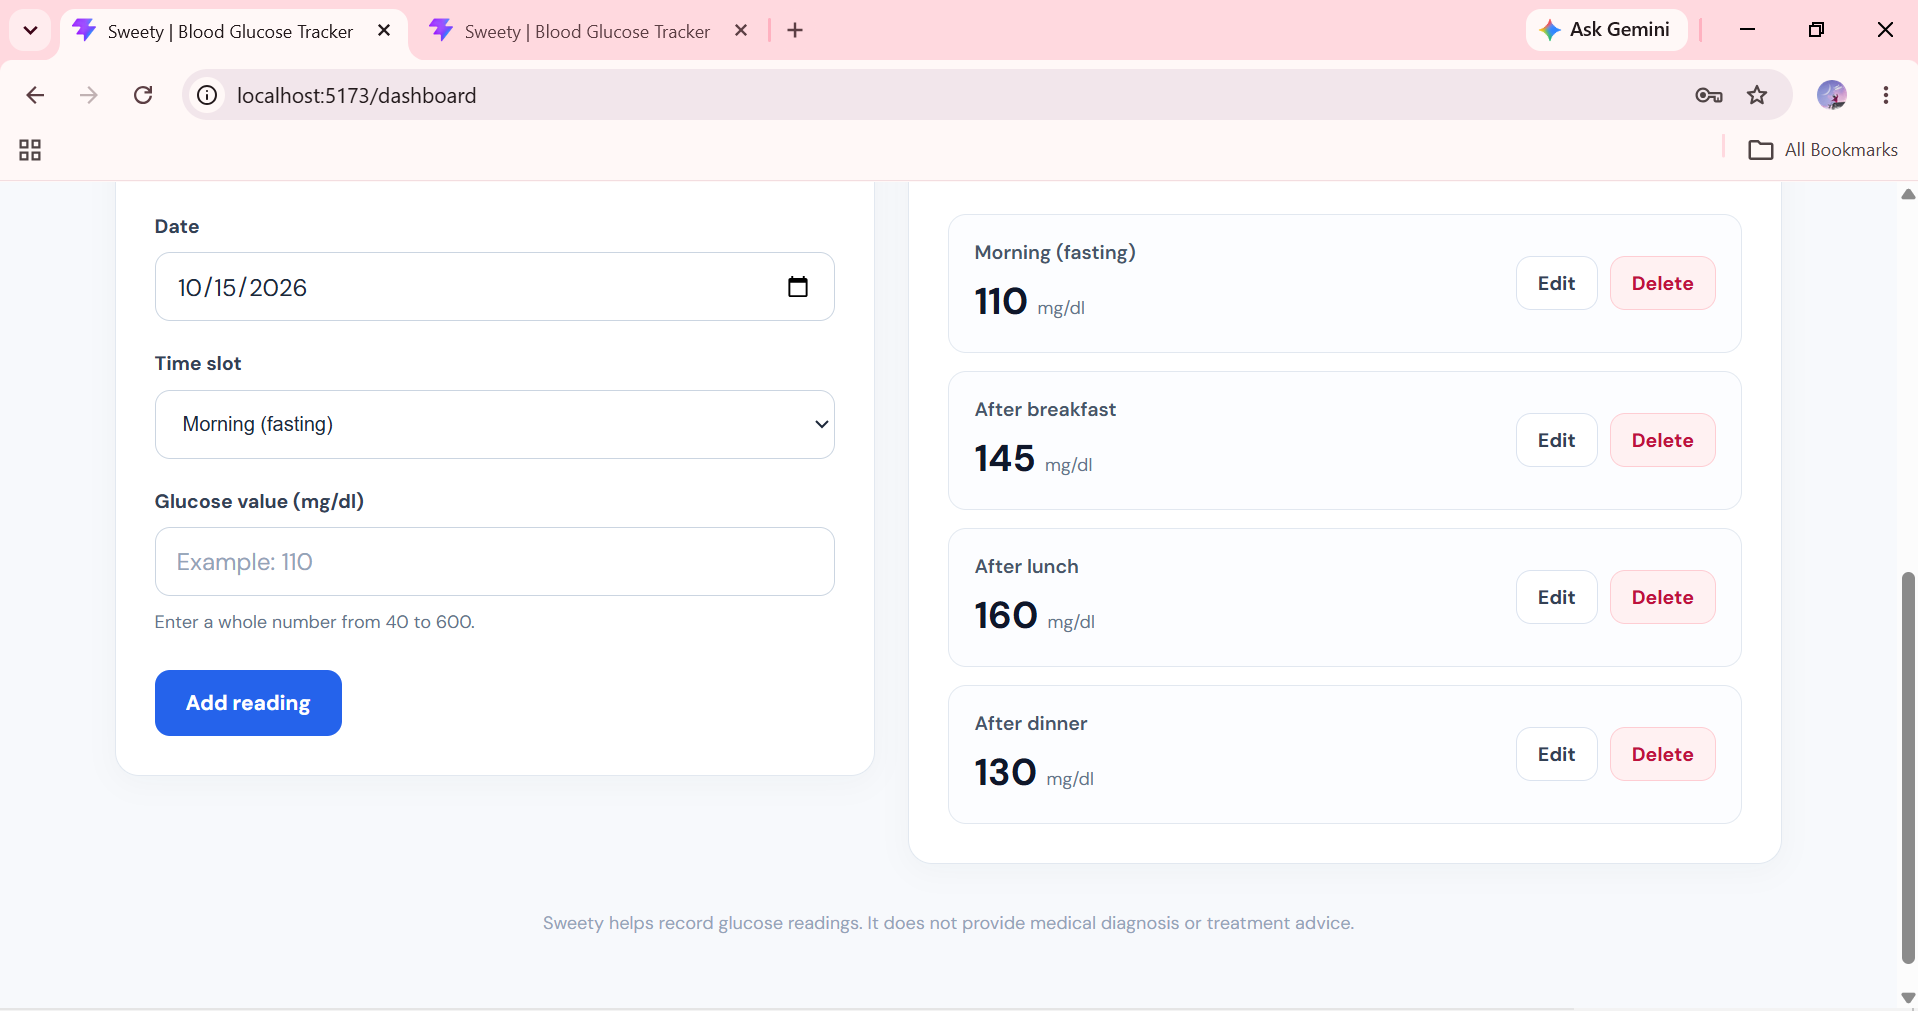 Sweety | Blood Glucose Tracker
Sweety | Blood Glucose Tracker
Ask Gemini
localhost:5173/dashboard
All Bookmarks
Date
10/15/2026
Time slot
Morning (fasting)
Glucose value (mg/dl)
Example: 110
Enter a whole number from 40 to 600.
Add reading
Morning (fasting)
110 mg/dl
Edit
Delete
After breakfast
145 mg/dl
Edit
Delete
After lunch
160 mg/dl
Edit
Delete
After dinner
130 mg/dl
Edit
Delete
Sweety helps record glucose readings. It does not provide medical diagnosis or treatment advice.